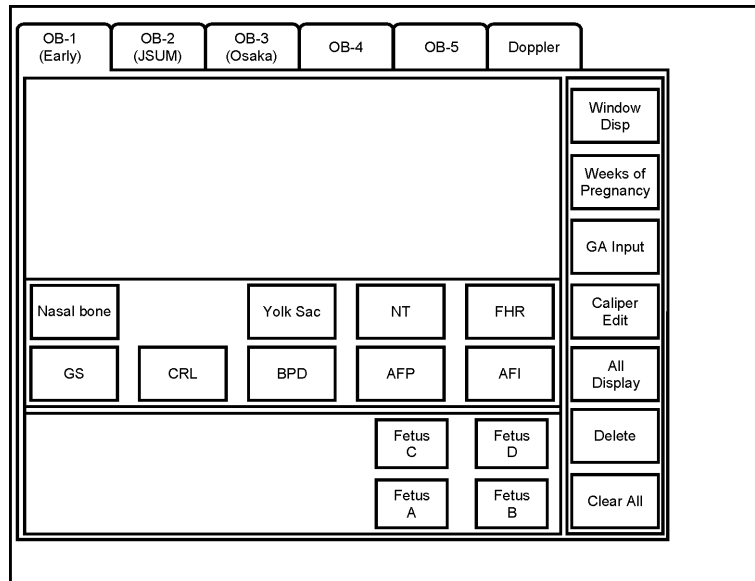 OB-1
(Early)
OB-2
(JSUM)
OB-3
(Osaka)
OB-4
OB-5
Doppler
Window
Disp
Weeks of
Pregnancy
GA Input
Nasal bone
Yolk Sac
NT
FHR
Caliper
Edit
GS
CRL
BPD
AFP
AFI
All
Display
Fetus
C
Fetus
D
Delete
Fetus
A
Fetus
B
Clear All